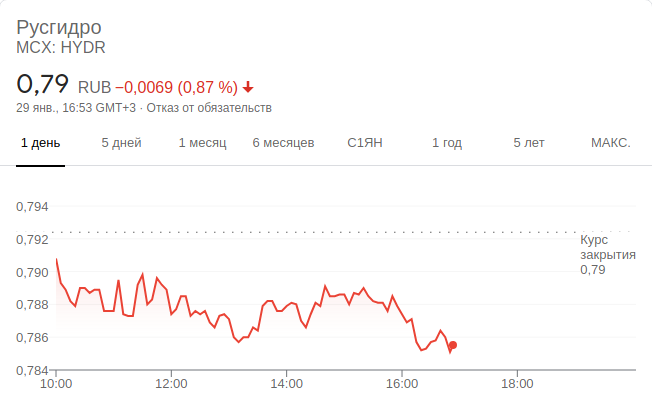 Русгидро
MCX: HYDR
0,79 RUB −0,0069 (0,87 %)
29 янв., 16:53 GMT+3 · Отказ от обязательств
1 день 5 дней 1 месяц 6 месяцев С1ЯН 1 год 5 лет МАКС.
0,794
0,792
0,790
0,788
0,786
0,784
Курс
закрытия
0,79
10:00 12:00 14:00 16:00 18:00